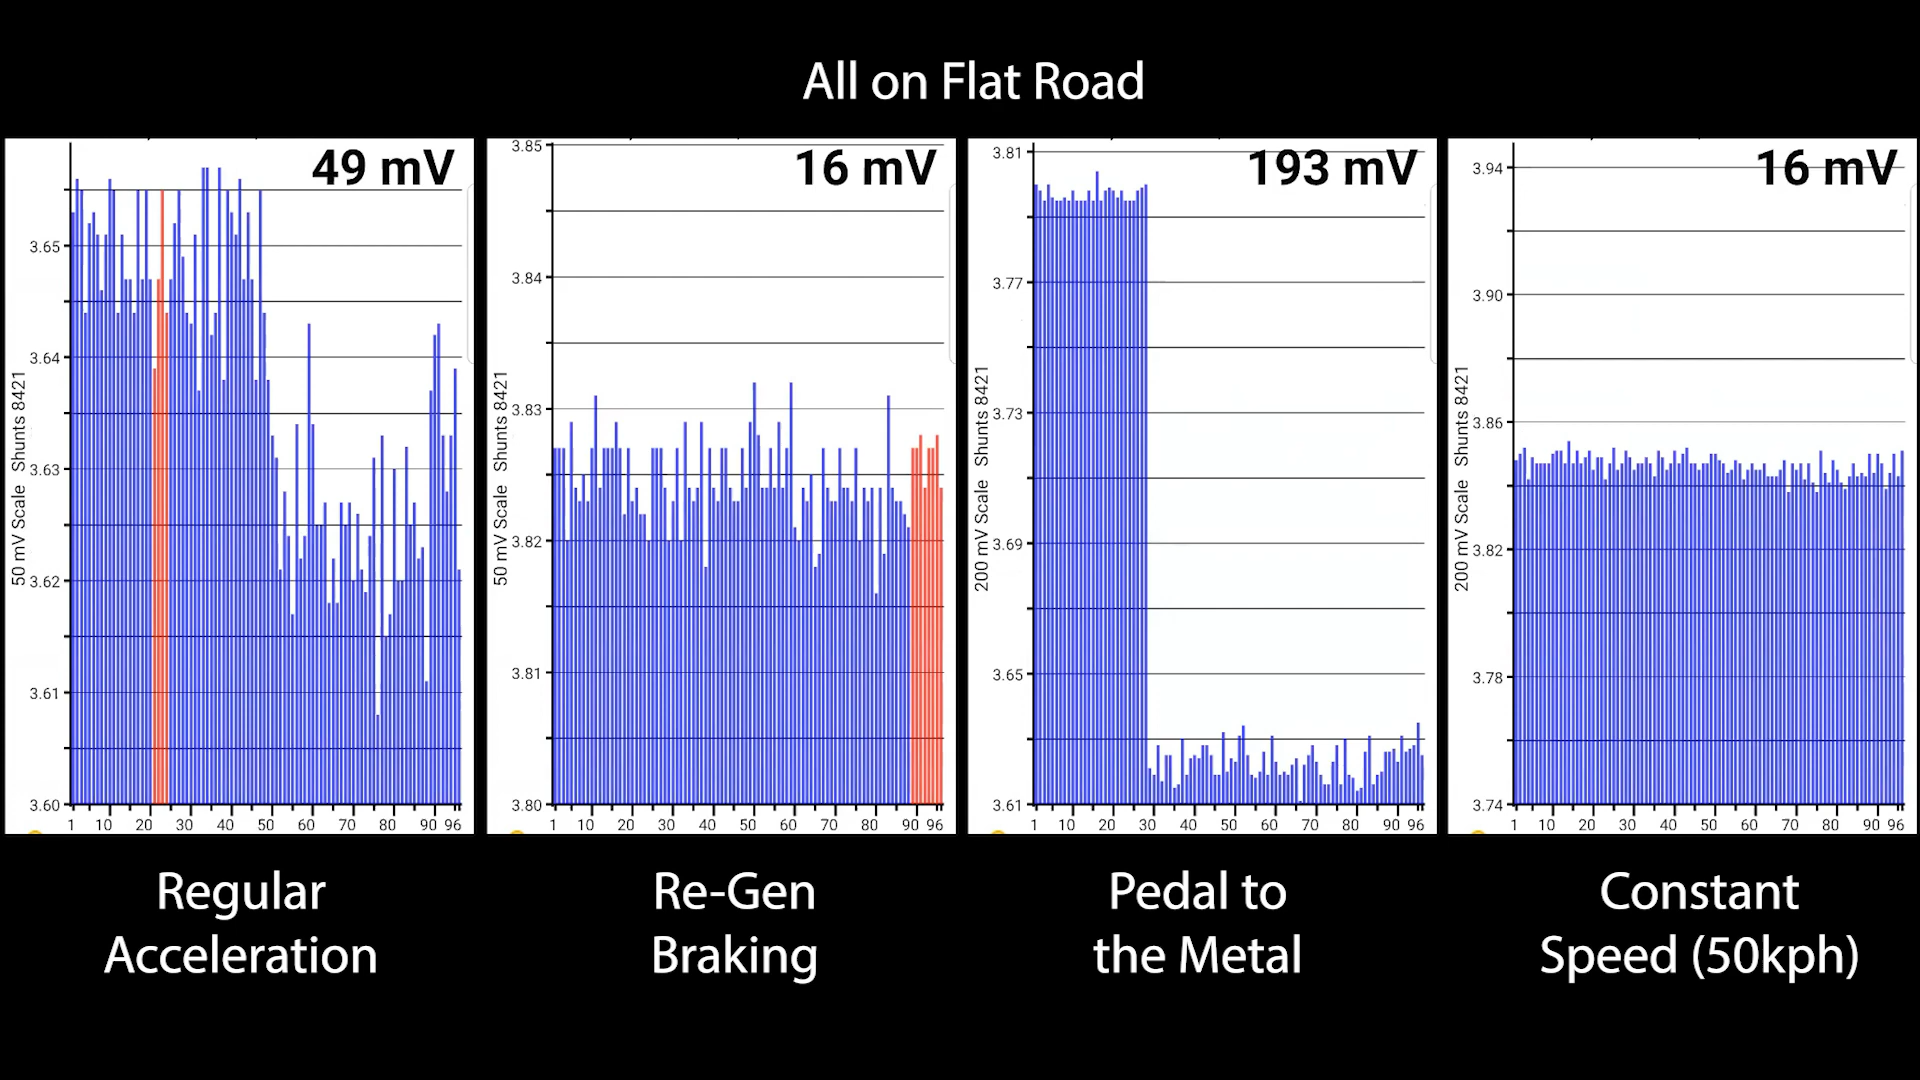 All on Flat Road
49 mV
3.65
3.64
3.63
3.62
3.61
3.60
50 mV Scale Shunts 8421
1 10 20 30 40 50 60 70 80 90 96
Regular
Acceleration
16 mV
3.85
3.84
3.83
3.82
3.81
3.80
50 mV Scale Shunts 8421
1 10 20 30 40 50 60 70 80 90 96
Re-Gen
Braking
193 mV
3.81
3.77
3.73
3.69
3.65
3.61
200 mV Scale Shunts 8421
1 10 20 30 40 50 60 70 80 90 96
Pedal to
the Metal
16 mV
3.94
3.90
3.86
3.82
3.78
3.74
200 mV Scale Shunts 8421
1 10 20 30 40 50 60 70 80 90 96
Constant
Speed (50kph)